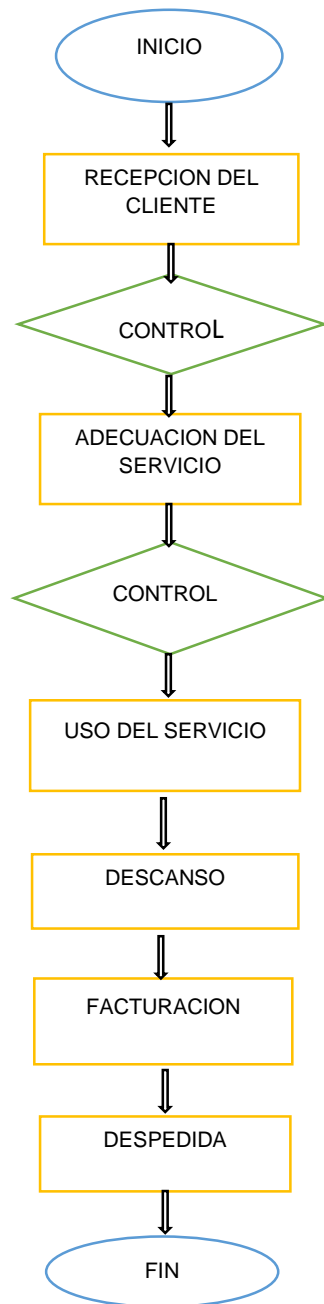 INICIO
RECEPCION DEL
CLIENTE
CONTROL
ADECUACION DEL
SERVICIO
CONTROL
USO DEL SERVICIO
DESCANSO
FACTURACION
DESPEDIDA
FIN